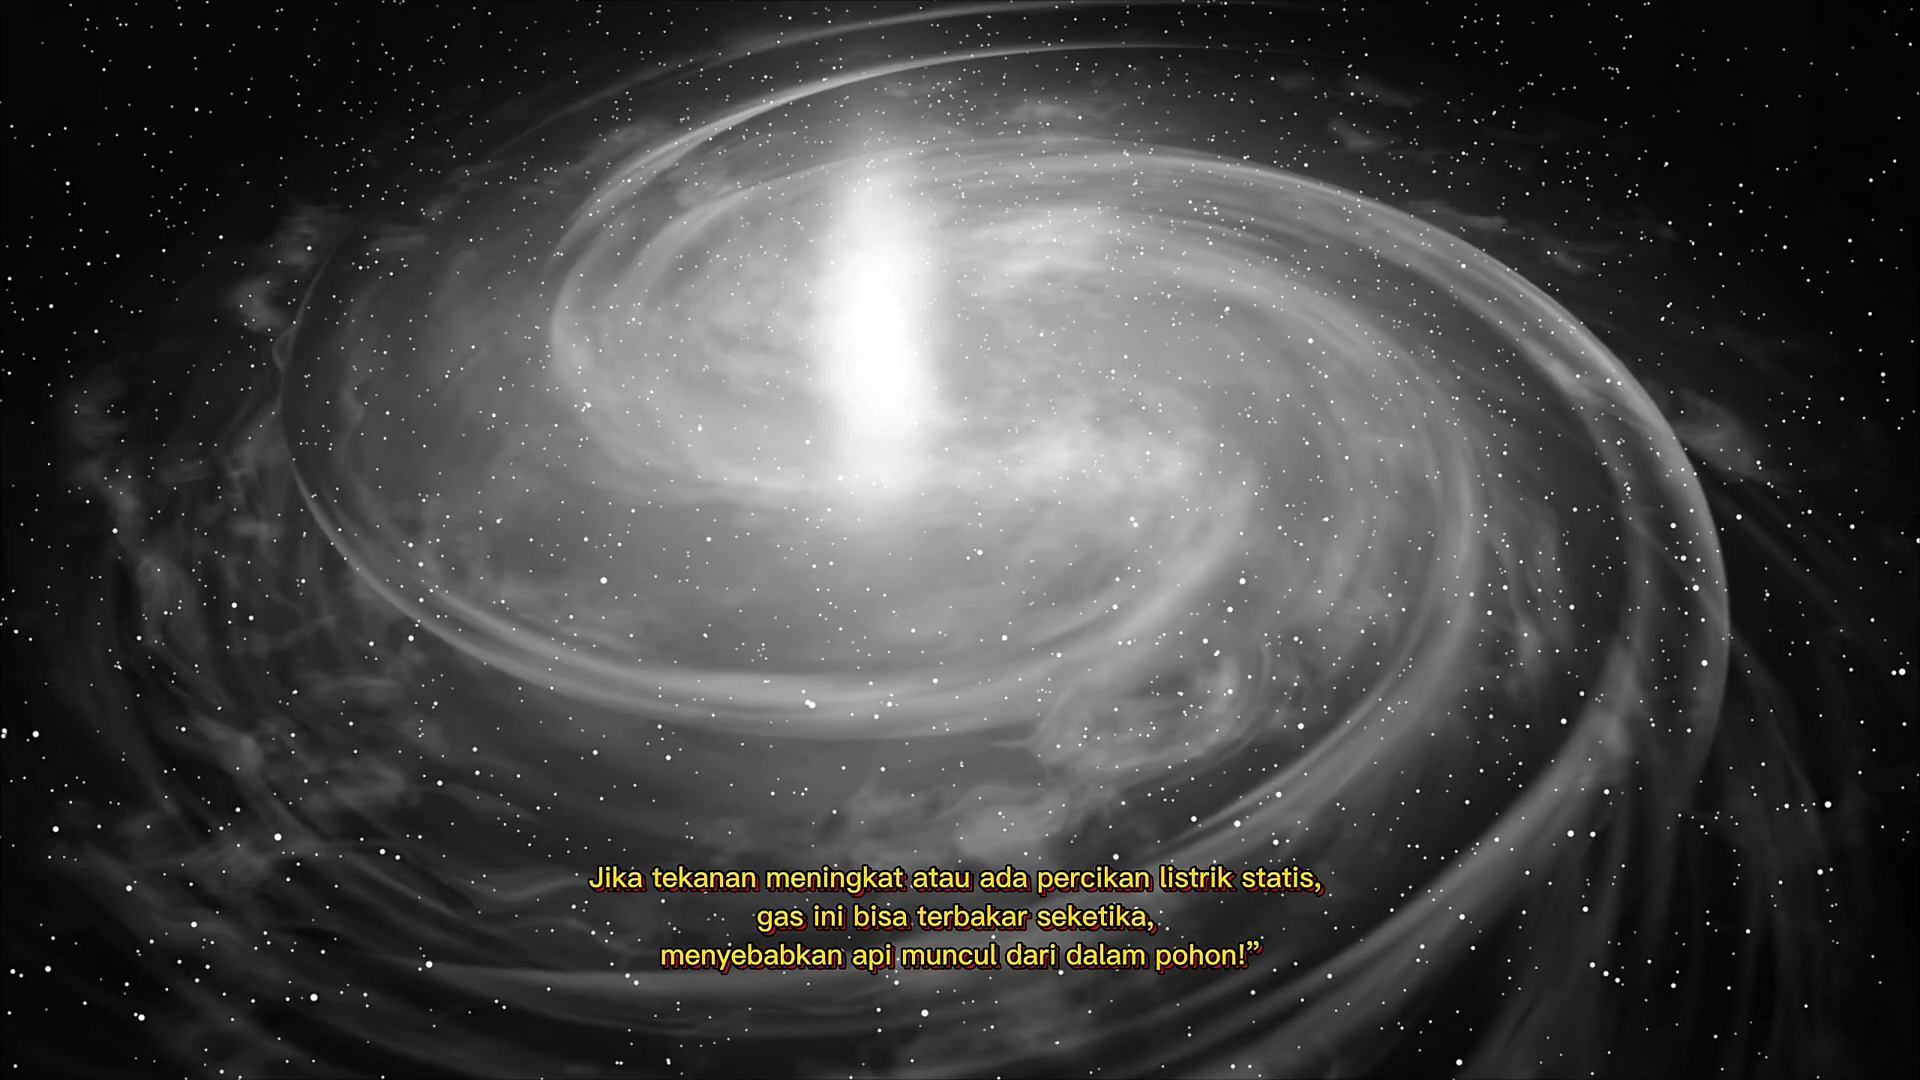 Jika tekanan meningkat atau ada percikan listrik statis,
gas ini bisa terbakar seketika,
menyebabkan api muncul dari dalam pohon!”